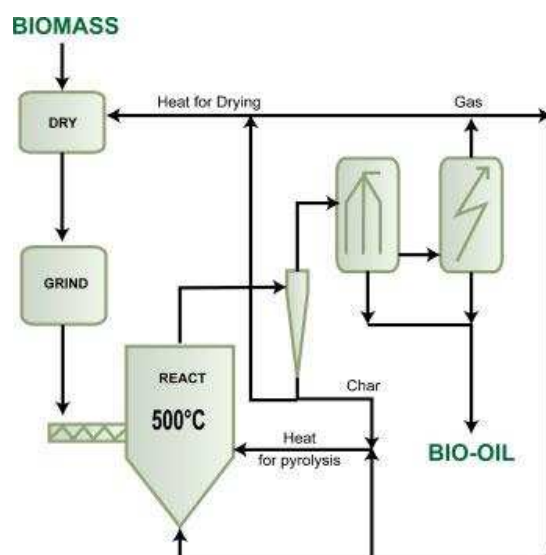 BIOMASS
Heat for Drying
Gas
DRY
GRIND
REACT
500°C
Char
Heat
for pyrolysis
BIO-OIL